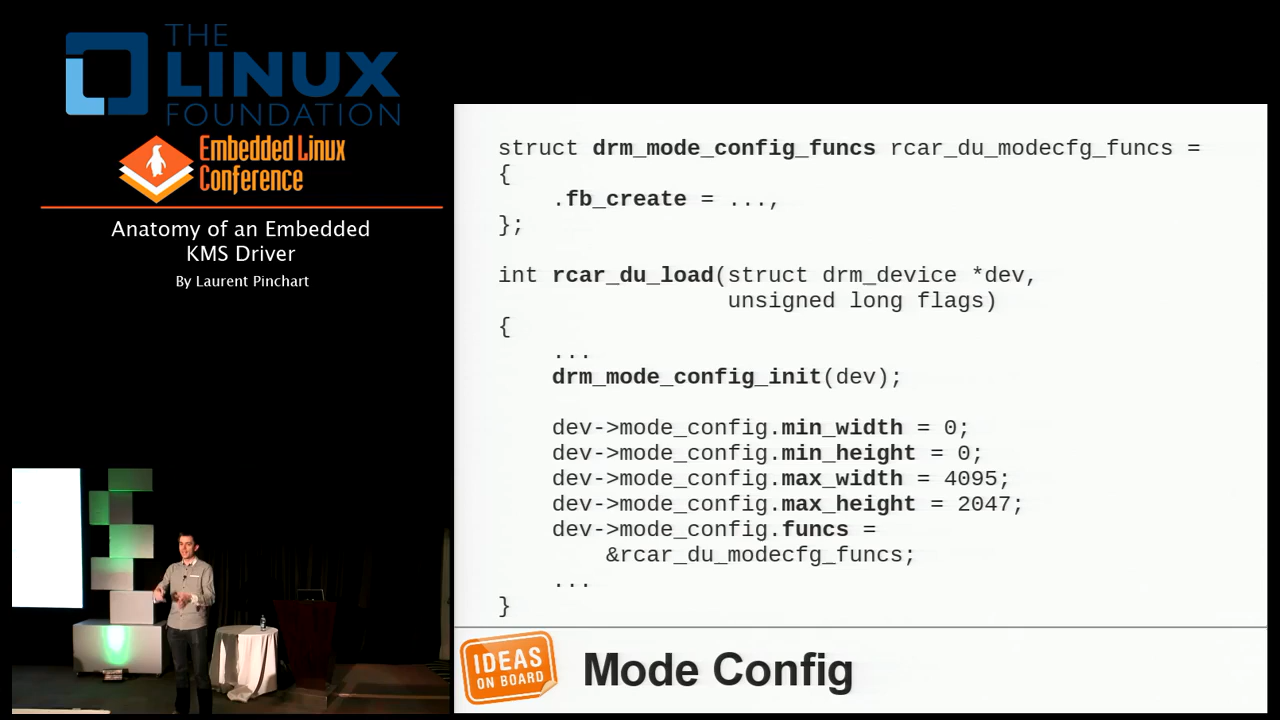 THE
LINUX
FOUNDATION
Embedded Linux
Conference
Anatomy of an Embedded
KMS Driver
By Laurent Pinchart
struct drm_mode_config_funcs rcar_du_modecfg_funcs =
{
    .fb_create = ...,
};

int rcar_du_load(struct drm_device *dev,
                 unsigned long flags)
{
    ...
    drm_mode_config_init(dev);

    dev->mode_config.min_width = 0;
    dev->mode_config.min_height = 0;
    dev->mode_config.max_width = 4095;
    dev->mode_config.max_height = 2047;
    dev->mode_config.funcs =
        &rcar_du_modecfg_funcs;
    ...
}
IDEAS
ON BOARD
Mode Config